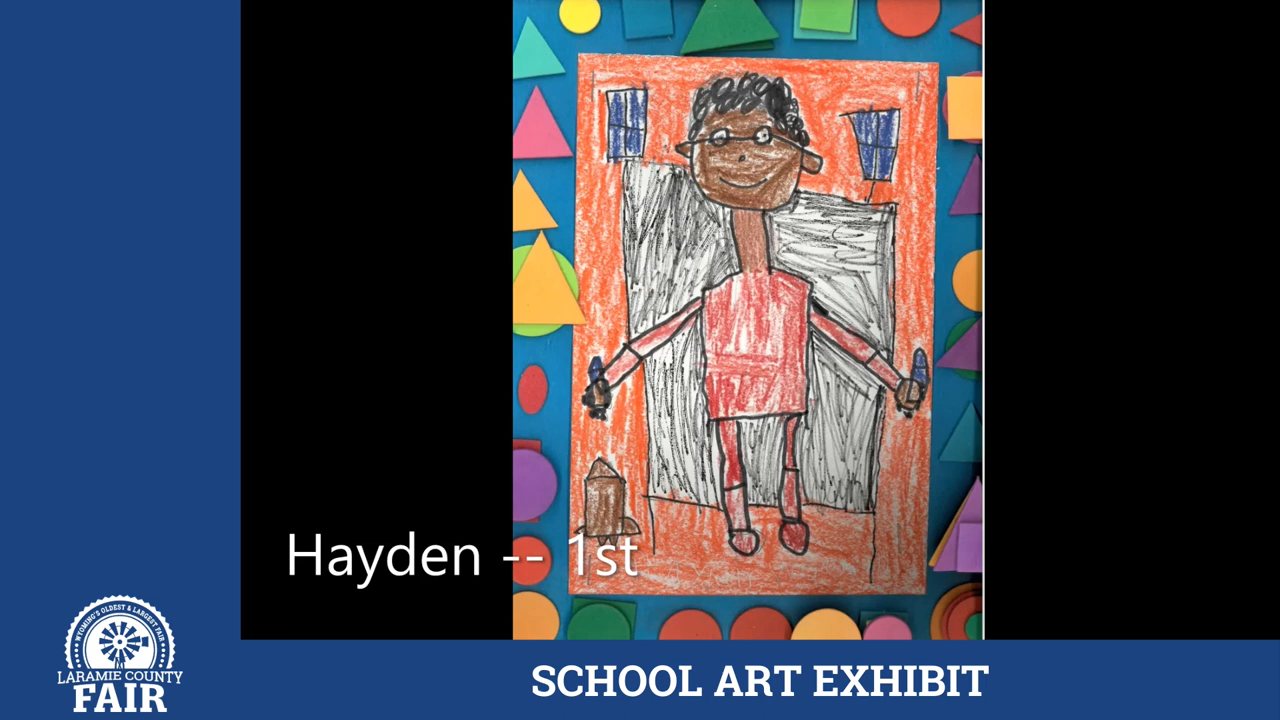 Hayden -- 1st
WYOMING'S OLDEST & LARGEST FAIR
LARAMIE COUNTY
FAIR
SCHOOL ART EXHIBIT